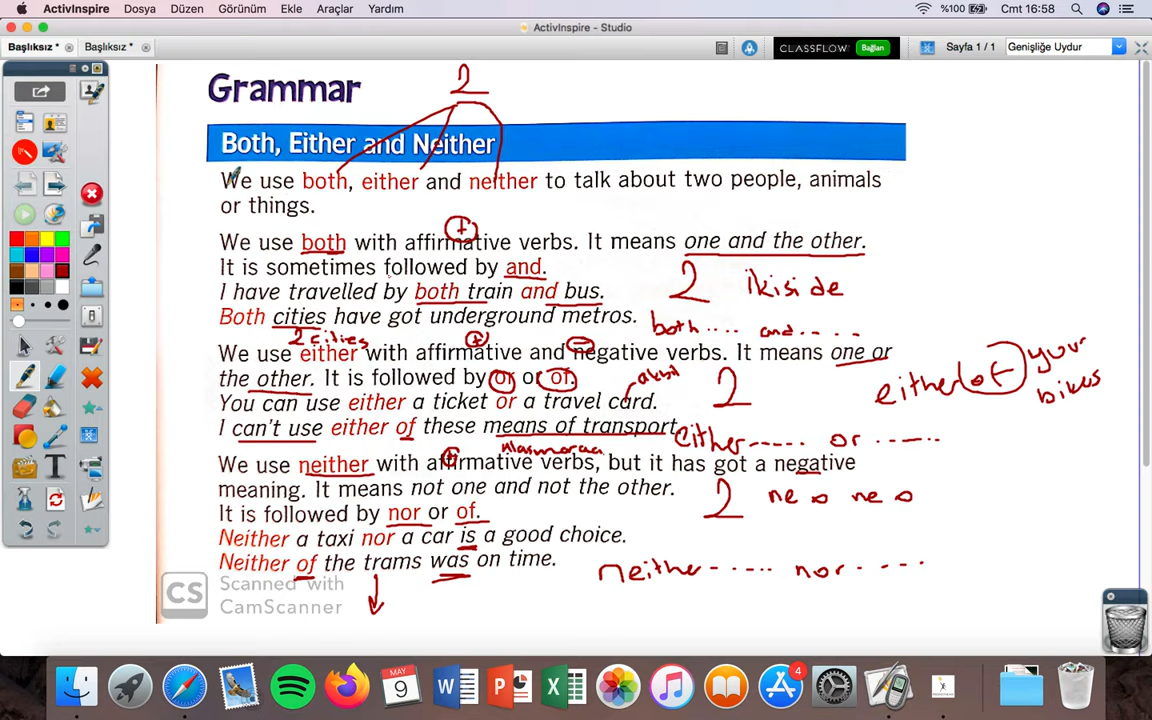 ActivInspire Dosya Düzen Görünüm Ekle Araçlar Yardım %100 Cmt 16:58
ActivInspire - Studio
Başlıksız * Başlıksız * CLASSFLOW Bağlan Sayfa 1 / 1 Genişliğe Uydur
2
Grammar
Both, Either and Neither
We use both, either and neither to talk about two people, animals
or things.
+
We use both with affirmative verbs. It means one and the other.
It is sometimes followed by and.
2 ikisi de
I have travelled by both train and bus.
Both cities have got underground metros.
both .... and .....
2 cities + -
We use either with affirmative and negative verbs. It means one or
the other. It is followed by or or of.
2
either of your
bikes
You can use either a ticket or a travel card.
I can't use either of these means of transport.
either ------ or ------
+
We use neither with affirmative verbs, but it has got a negative
meaning. It means not one and not the other.
2 ne o ne o
It is followed by nor or of.
Neither a taxi nor a car is a good choice.
Neither of the trams was on time.
neither ----- nor ----
CS Scanned with
CamScanner
MAY
9
W P X 4